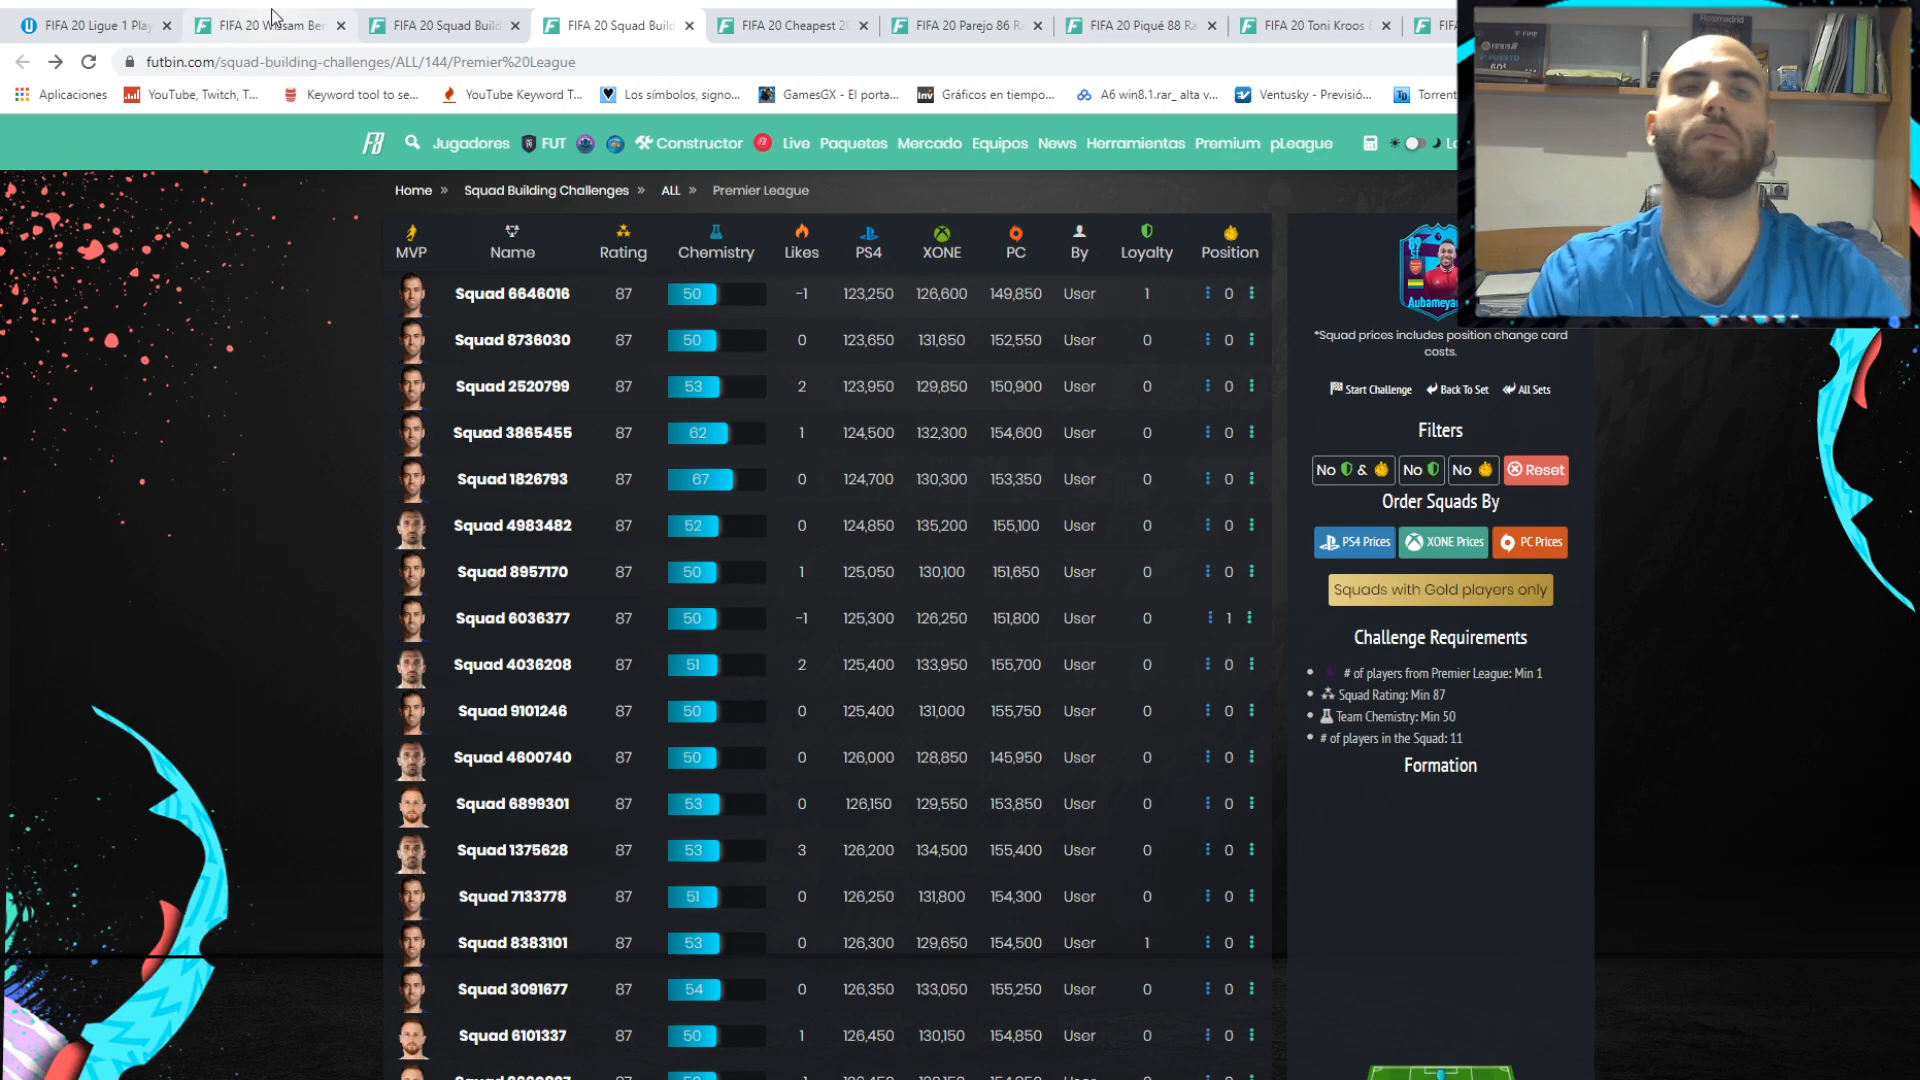 FIFA 20 Ligue 1 Play
FIFA 20 Wissam Ben
FIFA 20 Squad Build
FIFA 20 Squad Build
FIFA 20 Cheapest 20
FIFA 20 Parejo 86 Ra
FIFA 20 Piqué 88 Ra
FIFA 20 Toni Kroos
FIF
futbin.com/squad-building-challenges/ALL/144/Premier%20League
Aplicaciones
YouTube, Twitch, T...
Keyword tool to se...
YouTube Keyword T...
Los símbolos, signo...
GamesGX - El porta...
Gráficos en tiempo...
A6 win8.1.rar_ alta v...
Ventusky - Previsió...
Torrent
Jugadores FUT Constructor Live Paquetes Mercado Equipos News Herramientas Premium pLeague
Home » Squad Building Challenges » ALL » Premier League
MVP Name Rating Chemistry Likes PS4 XONE PC By Loyalty Position
Squad 6646016 87 50 -1 123,250 126,600 149,850 User 1 0
Squad 8736030 87 50 0 123,650 131,650 152,550 User 0 0
Squad 2520799 87 53 2 123,950 129,850 150,900 User 0 0
Squad 3865455 87 62 1 124,500 132,300 154,600 User 0 0
Squad 1826793 87 67 0 124,700 130,300 153,350 User 0 0
Squad 4983482 87 52 0 124,850 135,200 155,100 User 0 0
Squad 8957170 87 50 1 125,050 130,100 151,650 User 0 0
Squad 6036377 87 50 -1 125,300 126,250 151,800 User 0 1
Squad 4036208 87 51 2 125,400 133,950 155,700 User 0 0
Squad 9101246 87 50 0 125,400 131,000 155,750 User 0 0
Squad 4600740 87 50 0 126,000 128,850 145,950 User 0 0
Squad 6899301 87 53 0 126,150 129,550 153,850 User 0 0
Squad 1375628 87 53 3 126,200 134,500 155,400 User 0 0
Squad 7133778 87 51 0 126,250 131,800 154,300 User 0 0
Squad 8383101 87 53 0 126,300 129,650 154,500 User 1 0
Squad 3091677 87 54 0 126,350 133,050 155,250 User 0 0
Squad 6101337 87 50 1 126,450 130,150 154,850 User 0 0
89
ST
Aubameya
*Squad prices includes position change card
costs.
Start Challenge Back To Set All Sets
Filters
No & No No Reset
Order Squads By
PS4 Prices XONE Prices PC Prices
Squads with Gold players only
Challenge Requirements
# of players from Premier League: Min 1
Squad Rating: Min 87
Team Chemistry: Min 50
# of players in the Squad: 11
Formation